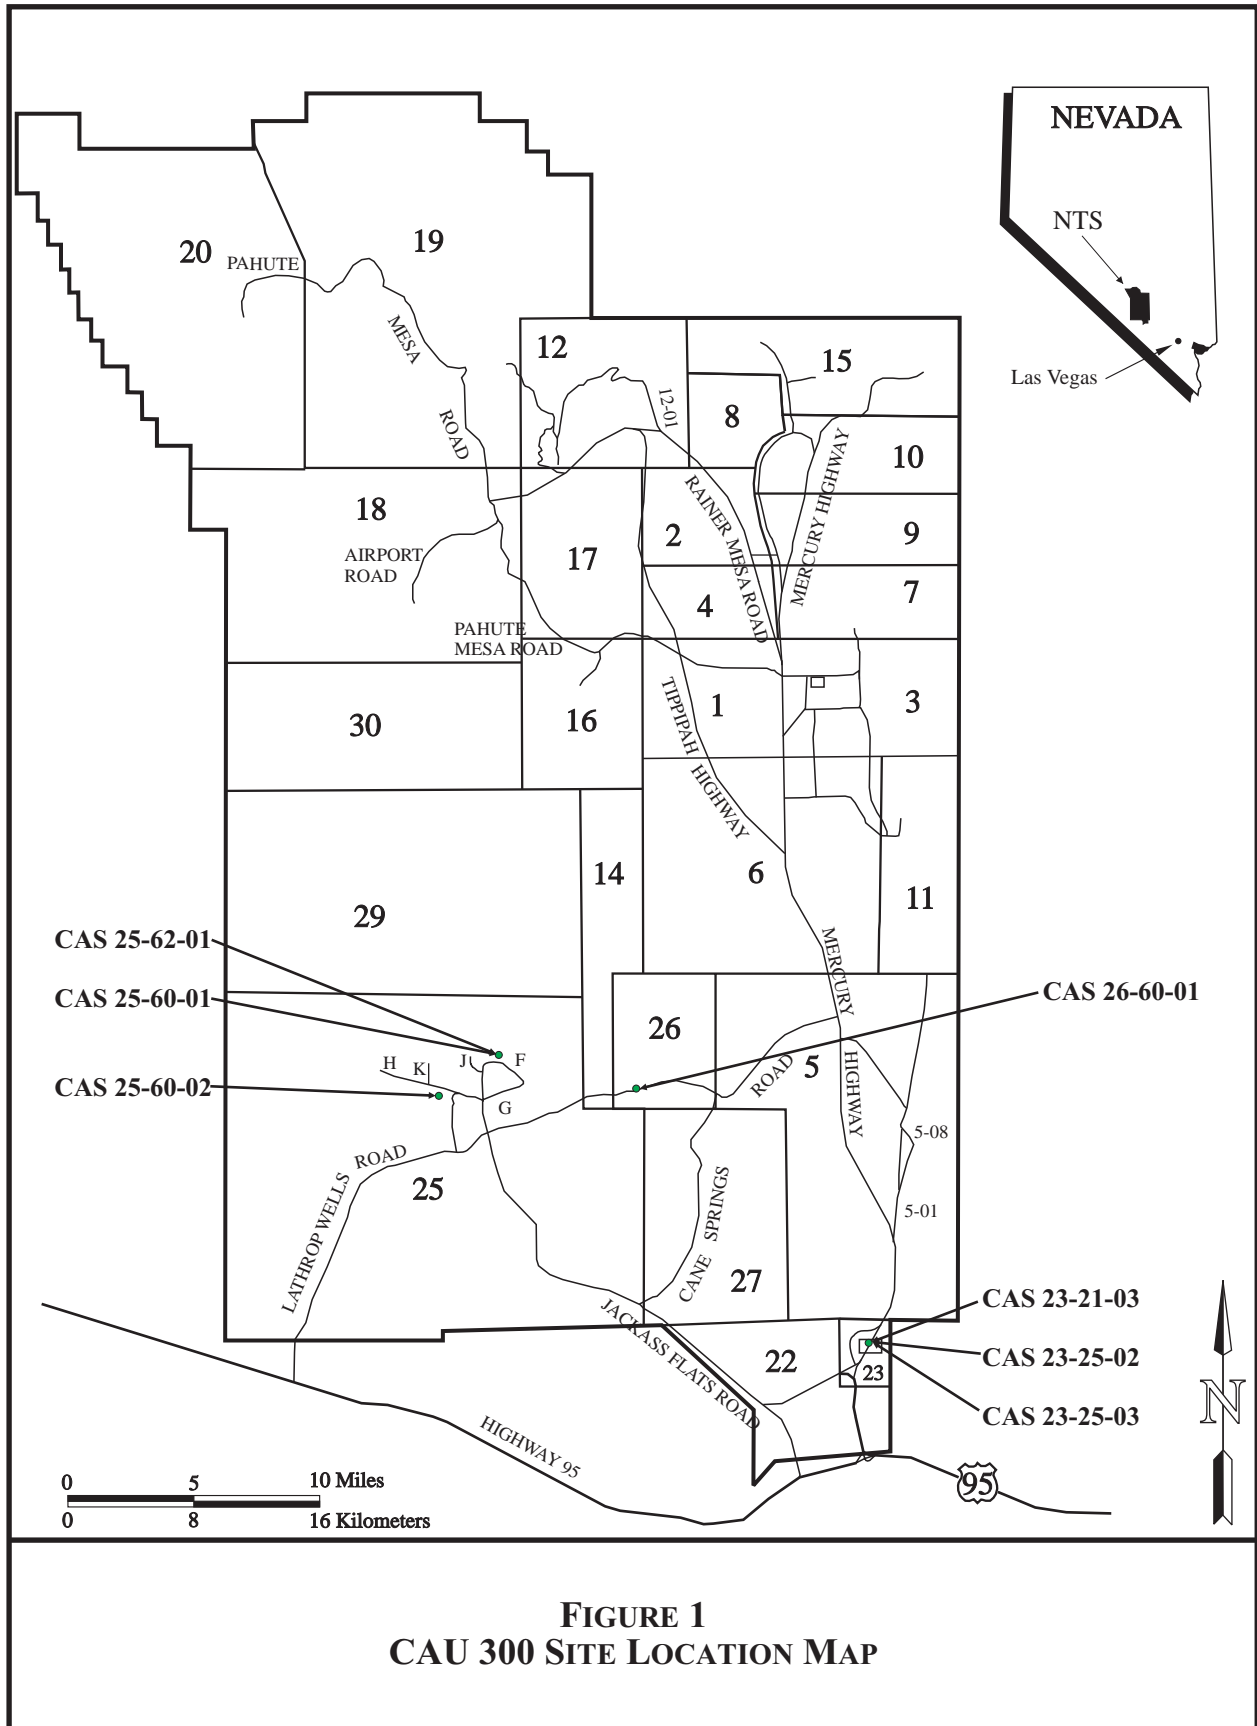 NEVADA
NTS
Las Vegas
19
20
PAHUTE
MESA
ROAD
12
15
12-01
8
10
MERCURY HIGHWAY
RAINER MESA ROAD
18
2
9
AIRPORT
ROAD
17
7
4
PAHUTE
MESA ROAD
TIPPIPAH HIGHWAY
1
3
16
30
14
6
11
29
CAS 25-62-01
MERCURY
HIGHWAY
CAS 25-60-01
CAS 26-60-01
26
H
K
J
F
5
ROAD
CAS 25-60-02
G
5-08
LATHROP WELLS ROAD
25
CANE SPRINGS
5-01
27
CAS 23-21-03
JACKASS FLATS ROAD
22
CAS 23-25-02
23
CAS 23-25-03
N
HIGHWAY 95
95
0 5 10 Miles
0 8 16 Kilometers
FIGURE 1
CAU 300 SITE LOCATION MAP